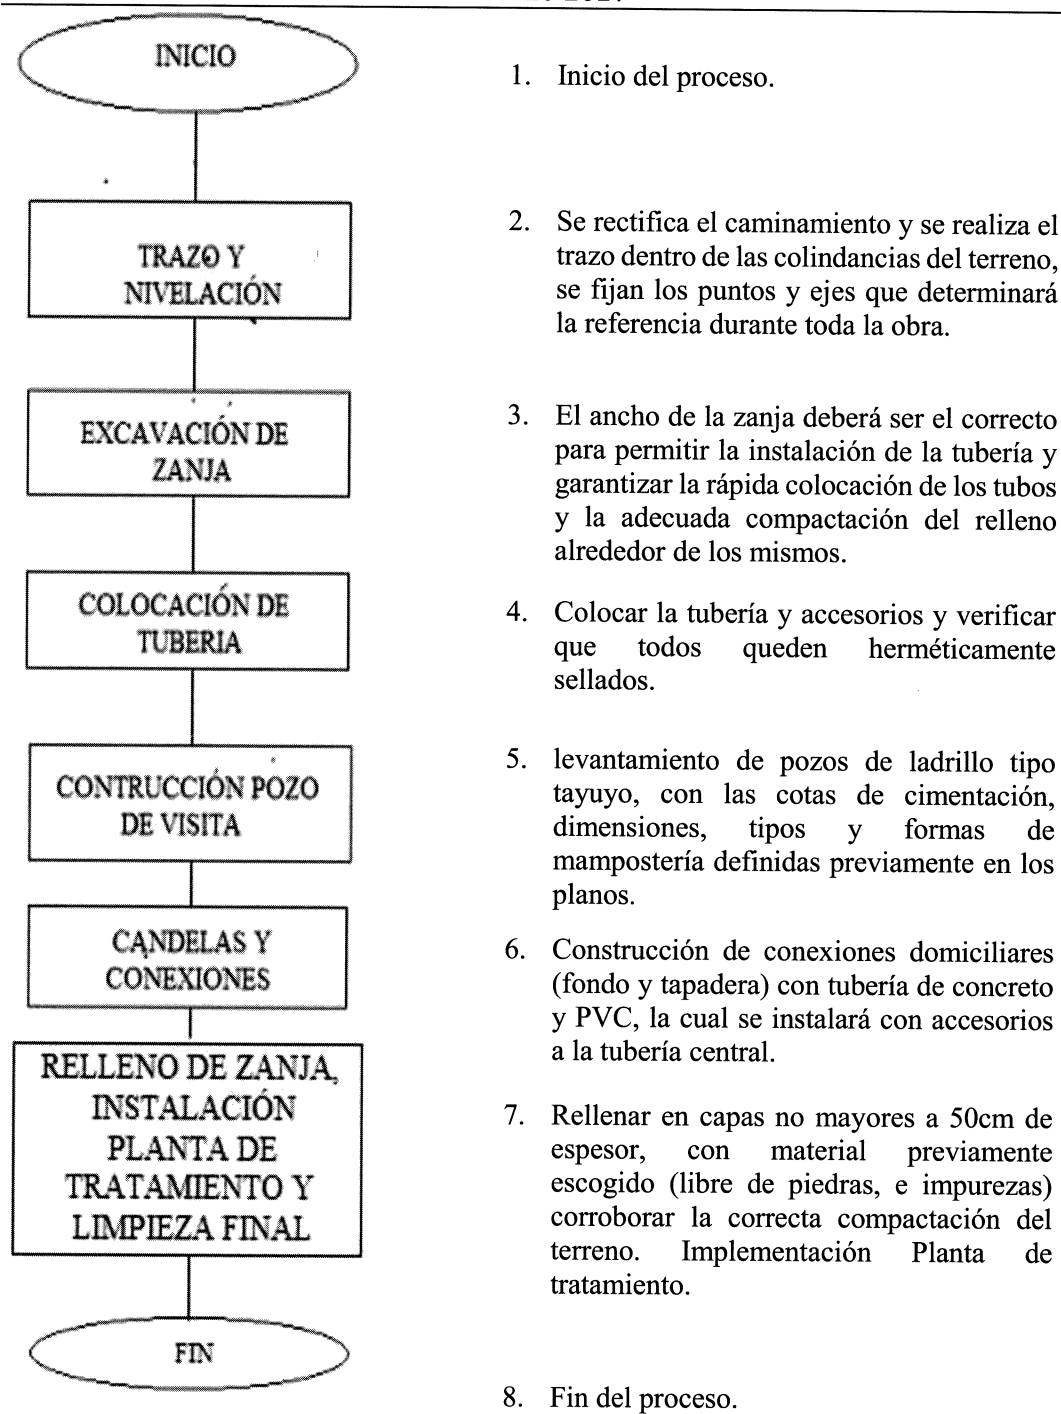 INICIO
1. Inicio del proceso.
TRAZO Y
NIVELACIÓN
2. Se rectifica el caminamiento y se realiza el
trazo dentro de las colindancias del terreno,
se fijan los puntos y ejes que determinará
la referencia durante toda la obra.
EXCAVACIÓN DE
ZANJA
3. El ancho de la zanja deberá ser el correcto
para permitir la instalación de la tubería y
garantizar la rápida colocación de los tubos
y la adecuada compactación del relleno
alrededor de los mismos.
COLOCACIÓN DE
TUBERIA
4. Colocar la tubería y accesorios y verificar
que todos queden herméticamente
sellados.
CONTRUCCIÓN POZO
DE VISITA
5. levantamiento de pozos de ladrillo tipo
tayuyo, con las cotas de cimentación,
dimensiones, tipos y formas de
mampostería definidas previamente en los
planos.
CANDELAS Y
CONEXIONES
6. Construcción de conexiones domiciliares
(fondo y tapadera) con tubería de concreto
y PVC, la cual se instalará con accesorios
a la tubería central.
RELLENO DE ZANJA,
INSTALACIÓN
PLANTA DE
TRATAMIENTO Y
LIMPIEZA FINAL
7. Rellenar en capas no mayores a 50cm de
espesor, con material previamente
escogido (libre de piedras, e impurezas)
corroborar la correcta compactación del
terreno. Implementación Planta de
tratamiento.
FIN
8. Fin del proceso.